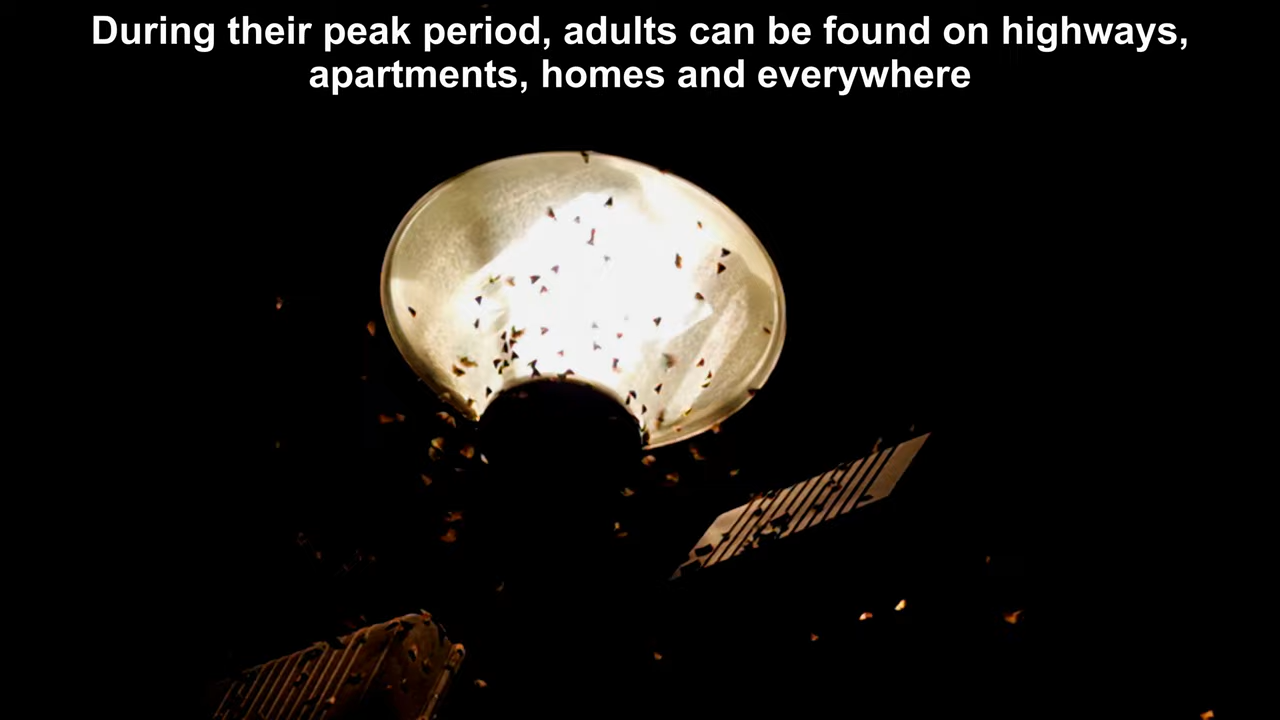 During their peak period, adults can be found on highways,
apartments, homes and everywhere